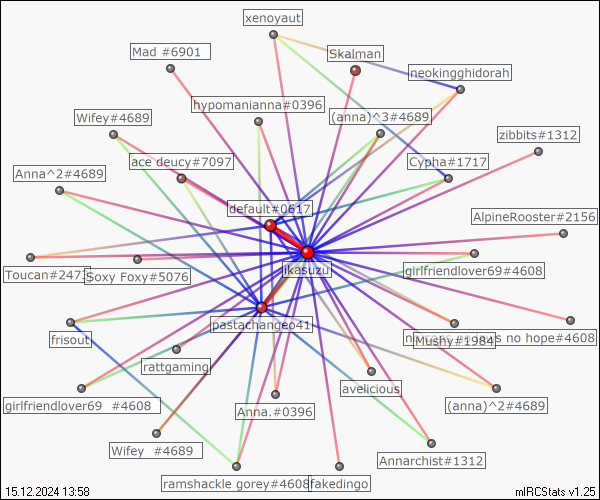 xenoyaut
Mad #6901
Skalman
neokingghidorah
hypomanianna#0396
Wifey#4689
(anna)^3#4689
zibbits#1312
ace deucy#7097
Cypha#1717
Anna^2#4689
default#0617
AlpineRooster#2156
Toucan#2471
Soxy Foxy#5076
ikasuzu
girlfriendlover69#4608
pastachangeo41
frisout
Mushy#1984
s no hope#4608
rattgaming
avelicious
girlfriendlover69 #4608
Anna.#0396
(anna)^2#4689
Wifey #4689
Annarchist#1312
ramshackle gorey#4608
fakedingo
15.12.2024 13:58
mIRCStats v1.25